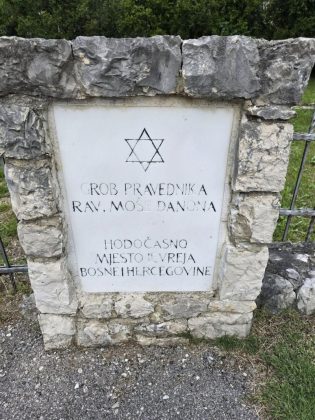 GROB PRAVEDNIKA
RAV. MOŠE DANONA
HODOČASNO
MJESTO JEVREJA
BOSNE I HERCEGOVINE